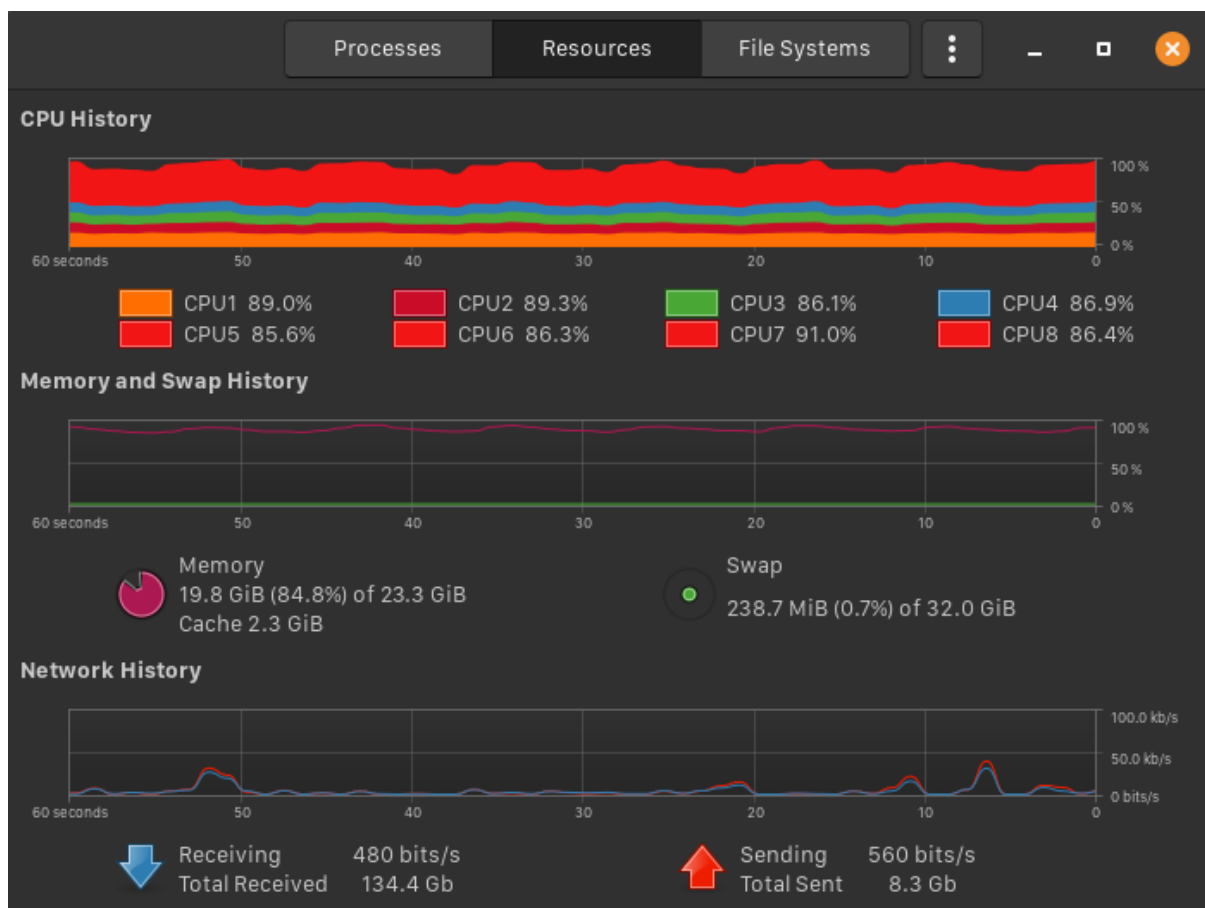 Processes Resources File Systems
CPU History
100 %
50 %
0 %
60 seconds 50 40 30 20 10 0
CPU1 89.0% CPU2 89.3% CPU3 86.1% CPU4 86.9%
CPU5 85.6% CPU6 86.3% CPU7 91.0% CPU8 86.4%
Memory and Swap History
100 %
50 %
0 %
60 seconds 50 40 30 20 10 0
Memory
19.8 GiB (84.8%) of 23.3 GiB
Cache 2.3 GiB
Swap
238.7 MiB (0.7%) of 32.0 GiB
Network History
100.0 kb/s
50.0 kb/s
0 bits/s
60 seconds 50 40 30 20 10 0
Receiving 480 bits/s
Total Received 134.4 Gb
Sending 560 bits/s
Total Sent 8.3 Gb